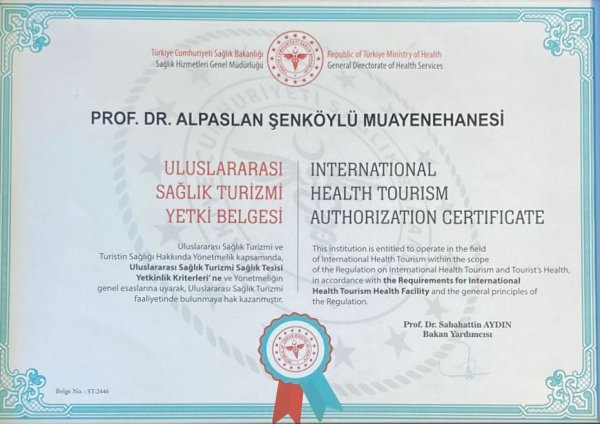 Türkiye Cumhuriyeti Sağlık Bakanlığı
Sağlık Hizmetleri Genel Müdürlüğü
Republic of Türkiye Ministry of Health
General Directorate of Health Services
PROF. DR. ALPASLAN ŞENKÖYLÜ MUAYENEHANESİ
ULUSLARARASI
SAĞLIK TURİZMİ
YETKİ BELGESİ
INTERNATIONAL
HEALTH TOURISM
AUTHORIZATION CERTIFICATE
Uluslararası Sağlık Turizmi ve
Turistin Sağlığı Hakkında Yönetmelik kapsamında,
Uluslararası Sağlık Turizmi Sağlık Tesisi
Yetkinlik Kriterleri' ne ve Yönetmeliğin
genel esaslarına uyarak, Uluslararası Sağlık Turizmi
faaliyetinde bulunmaya hak kazanmıştır.
This institution is entitled to operate in the field
of International Health Tourism within the scope
of the Regulation on International Health Tourism and Tourist's Health,
in accordance with the Requirements for International
Health Tourism Health Facility and the general principles of
the Regulation.
Prof. Dr. Sabahattin AYDIN
Bakan Yardımcısı
Belge No. : ST-2446